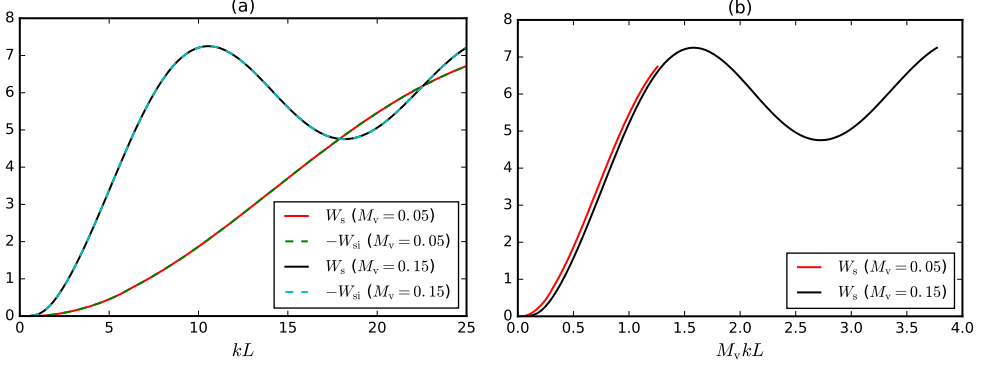 (a)
8
7
6
5
4
3
2
1
0
0 5 10 15 20 25
kL
W_s (M_v = 0.05)
−W_si (M_v = 0.05)
W_s (M_v = 0.15)
−W_si (M_v = 0.15)
(b)
8
7
6
5
4
3
2
1
0
0.0 0.5 1.0 1.5 2.0 2.5 3.0 3.5 4.0
M_v kL
W_s (M_v = 0.05)
W_s (M_v = 0.15)